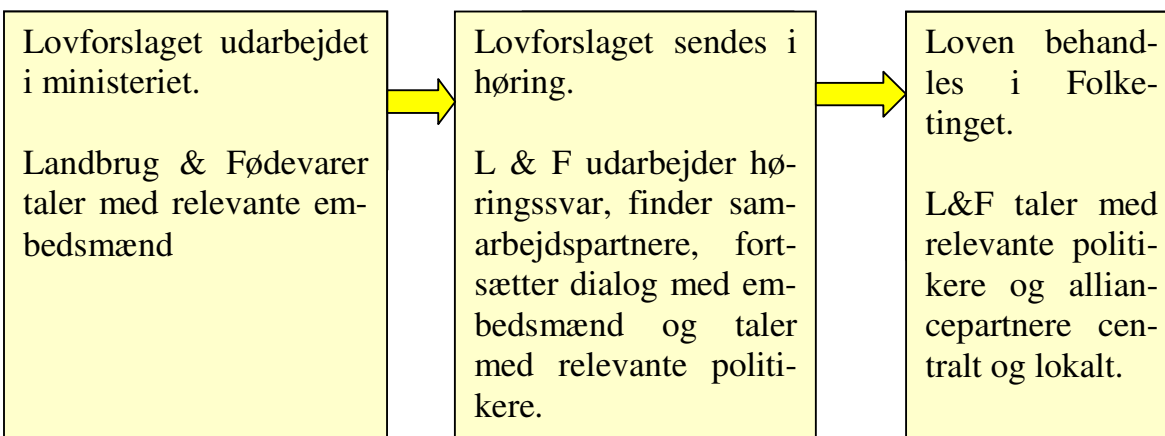 Lovforslaget udarbejdet
i ministeriet.
Landbrug & Fødevarer
taler med relevante em-
bedsmænd
Lovforslaget sendes i
høring.
L & F udarbejder hø-
ringssvar, finder sam-
arbejdspartnere, fort-
sætter dialog med em-
bedsmænd og taler
med relevante politi-
kere.
Loven behand-
les i Folke-
tinget.
L&F taler med
relevante politi-
kere og allian-
cepartnere cen-
tralt og lokalt.